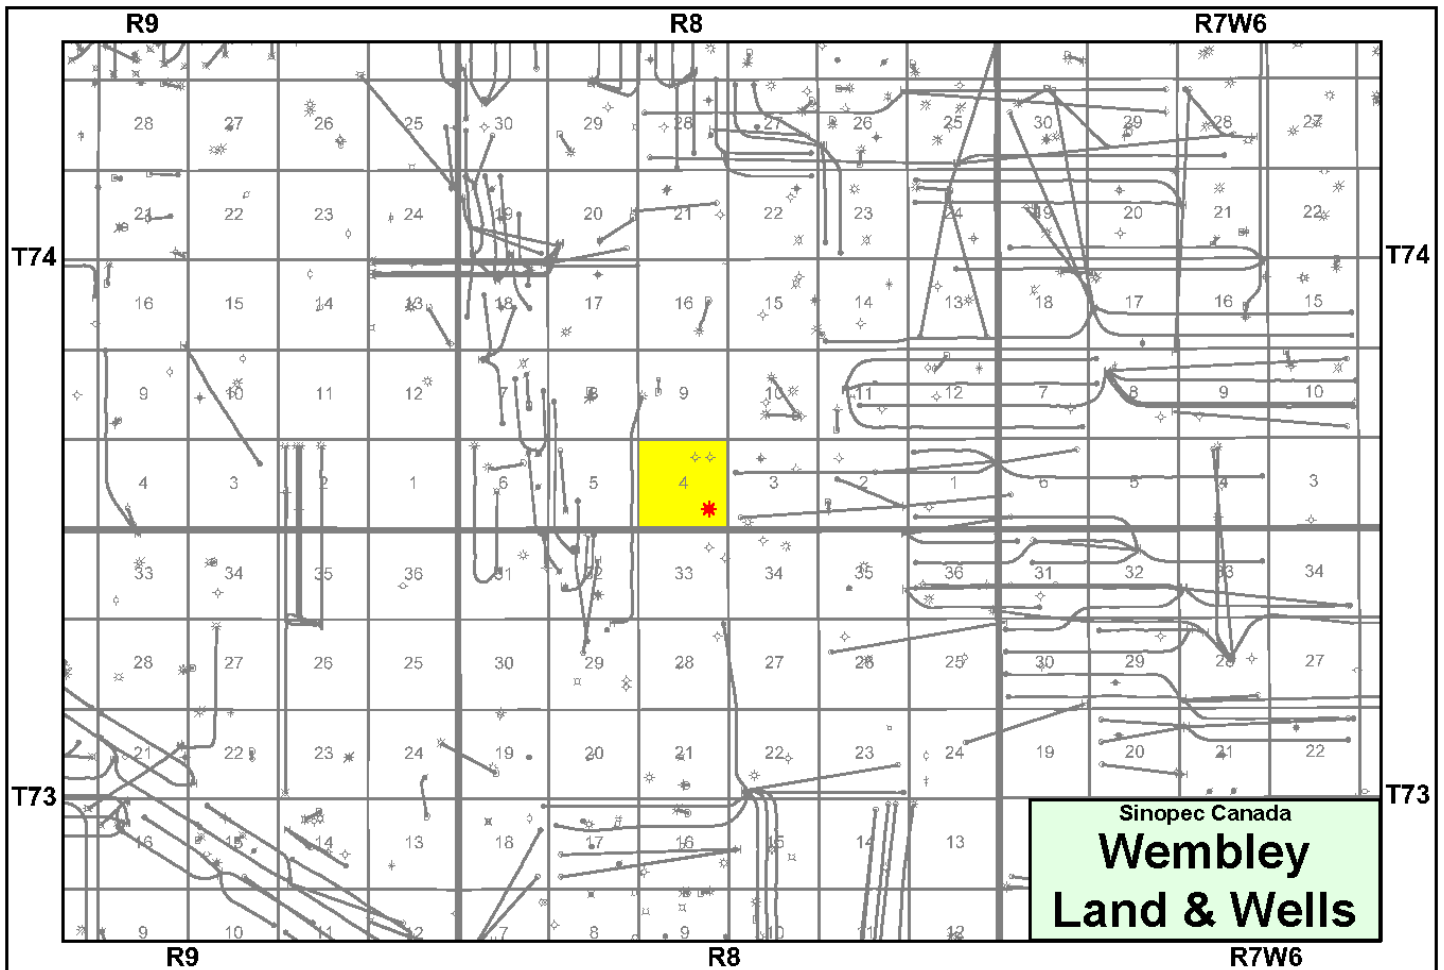 R9 R8 R7W6
28 27 26 25 30 29 28 27 26 25 30 29 28 27
21 22 23 24 19 20 21 22 23 24 19 20 21 22
T74 T74
16 15 14 13 18 17 16 15 14 13 18 17 16 15
9 10 11 12 7 8 9 10 11 12 7 8 9 10
4 3 2 1 6 5 4 3 2 1 6 5 4 3
33 34 35 36 31 32 33 34 35 36 31 32 33 34
28 27 26 25 30 29 28 27 26 25 30 29 28 27
21 22 23 24 19 20 21 22 23 24 19 20 21 22
T73 T73
Sinopec Canada
16 15 14 13 18 17 16 15 14 13
Wembley
Land & Wells
9 10 11 12 7 8 9 10 11 12
R9 R8 R7W6